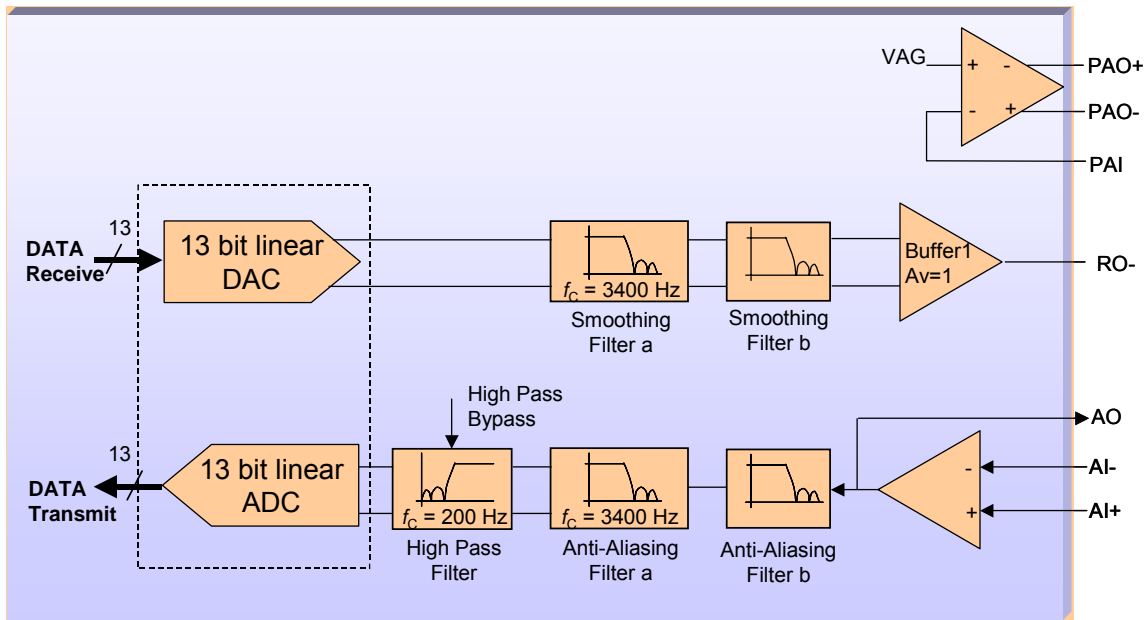 VAG
+
-
PAO+
-
+
PAO-
PAI
13
DATA
Receive
13 bit linear
DAC
fC = 3400 Hz
Smoothing
Filter a
Smoothing
Filter b
Buffer1
Av=1
RO-
High Pass
Bypass
AO
13
DATA
Transmit
13 bit linear
ADC
fC = 200 Hz
High Pass
Filter
fC = 3400 Hz
Anti-Aliasing
Filter a
Anti-Aliasing
Filter b
-
AI-
+
AI+